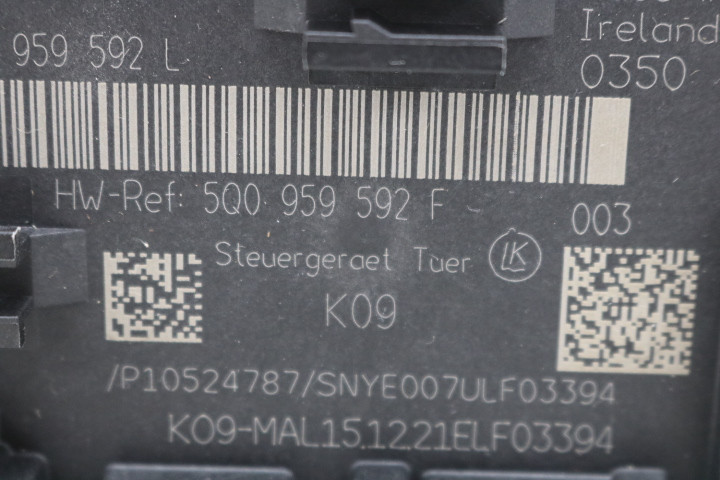 Ireland
959 592 L
0350
HW-Ref: 5Q0 959 592 F
003
Steuergeraet Tuer LK
K09
/P10524787/SNYE007ULF03394
K09-MAL15.12.21ELF03394